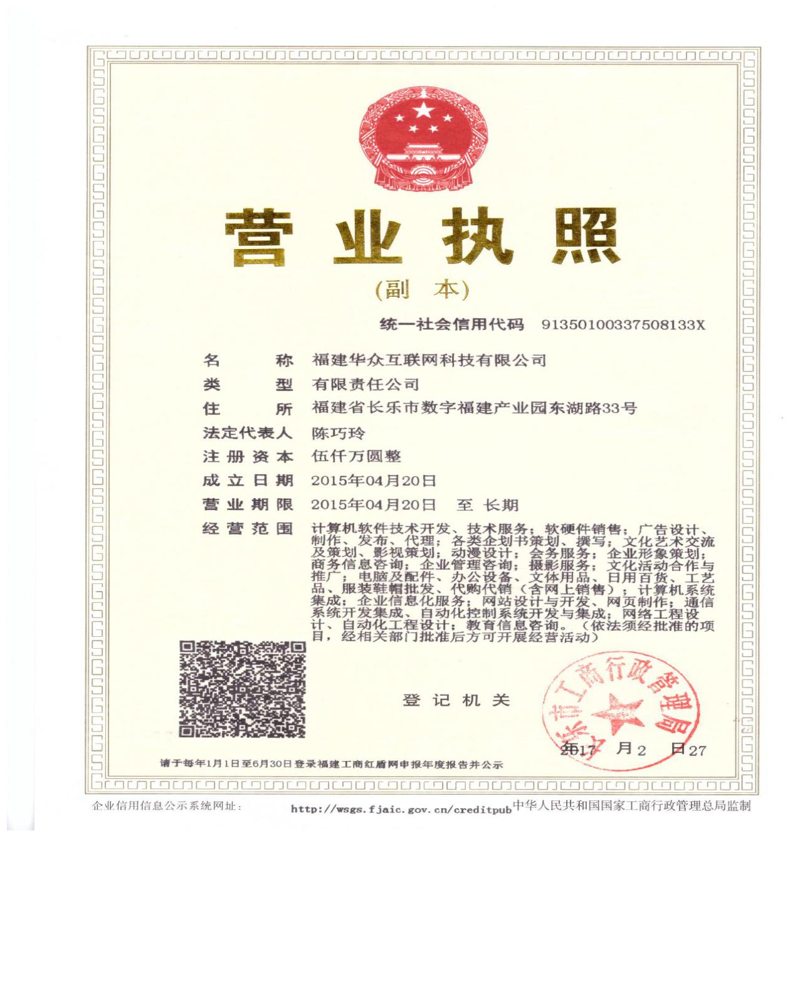 营业执照
(副 本)
统一社会信用代码 91350100337508133X
名 称 福建华众互联网科技有限公司
类 型 有限责任公司
住 所 福建省长乐市数字福建产业园东湖路33号
法定代表人 陈巧玲
注册资本 伍仟万圆整
成立日期 2015年04月20日
营业期限 2015年04月20日 至 长期
经营范围 计算机软件技术开发、技术服务；软硬件销售；广告设计、
制作、发布、代理；各类企划书策划、撰写；文化艺术交流
及策划、影视策划；动漫设计；会务服务；企业形象策划；
商务信息咨询；企业管理咨询；摄影服务；文化活动合作与
推广；电脑及配件、办公设备、文体用品、日用百货、工艺
品、服装鞋帽批发、代购代销（含网上销售）；计算机系统
集成；企业信息化服务；网站设计与开发、网页制作；通信
系统开发集成、自动化控制系统开发与集成；网络工程设
计、自动化工程设计；教育信息咨询。（依法须经批准的项
目，经相关部门批准后方可开展经营活动）
登记机关
长乐市工商行政管理局
2017年 月2 日27
请于每年1月1日至6月30日登录福建工商红盾网申报年度报告并公示
企业信用信息公示系统网址： http://wsgs.fjaic.gov.cn/creditpub 中华人民共和国国家工商行政管理总局监制